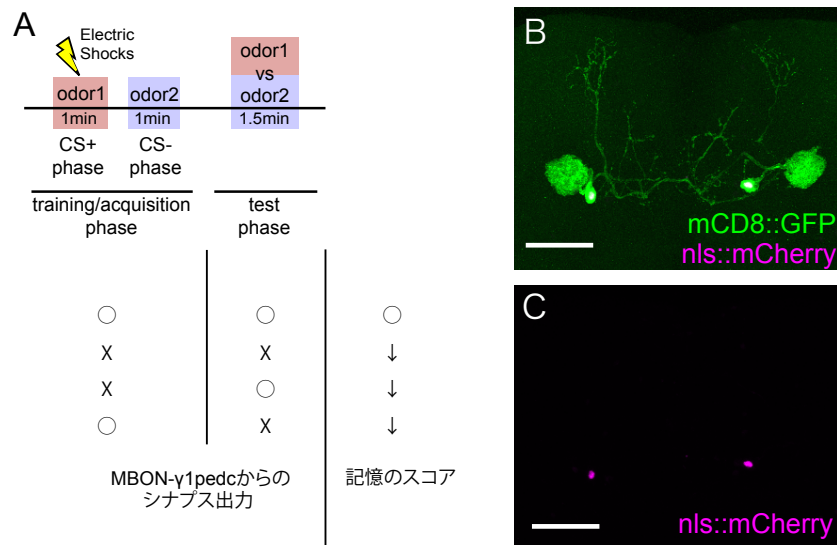 A
Electric
Shocks
odor1
odor2
odor1
vs
odor2
1min
1min
1.5min
CS+
phase
CS-
phase
training/acquisition
phase
test
phase
○ ○ ○
X X ↓
X ○ ↓
○ X ↓
MBON-γ1pedcからの
シナプス出力
記憶のスコア
B
mCD8::GFP
nls::mCherry
C
nls::mCherry